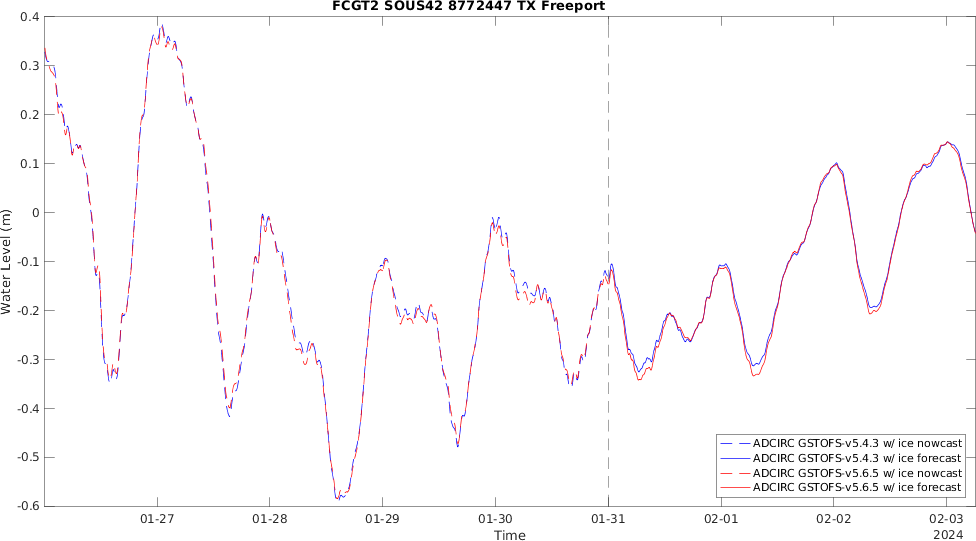 FCGT2 SOUS42 8772447 TX Freeport
Water Level (m)
0.4
0.3
0.2
0.1
0
-0.1
-0.2
-0.3
-0.4
-0.5
-0.6
ADCIRC GSTOFS-v5.4.3 w/ ice nowcast
ADCIRC GSTOFS-v5.4.3 w/ ice forecast
ADCIRC GSTOFS-v5.6.5 w/ ice nowcast
ADCIRC GSTOFS-v5.6.5 w/ ice forecast
01-27 01-28 01-29 01-30 01-31 02-01 02-02 02-03
Time 2024